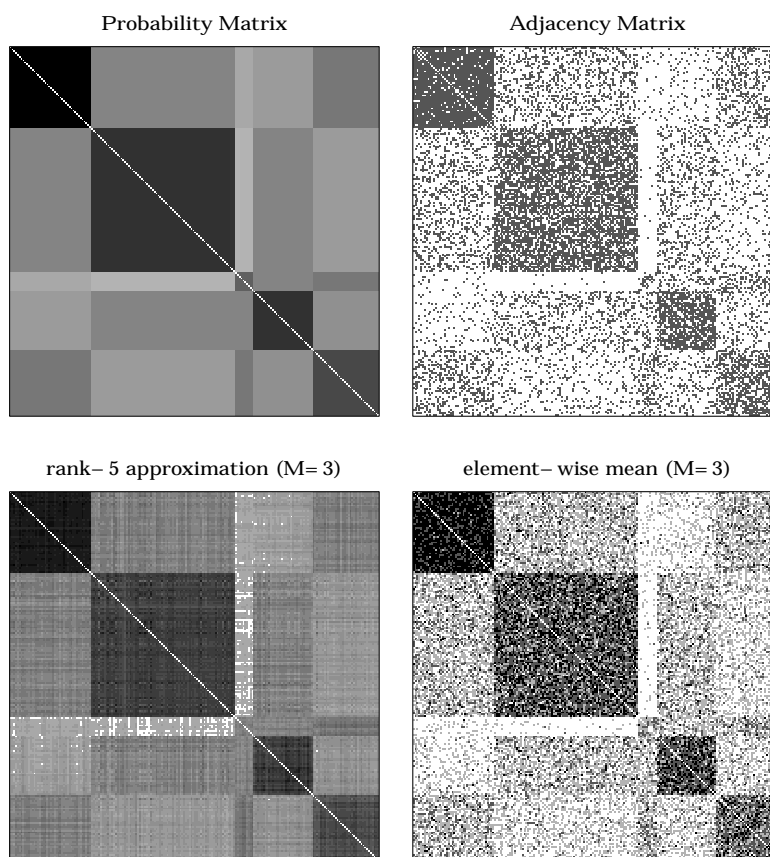 Probability Matrix
Adjacency Matrix
rank− 5 approximation (M= 3)
element− wise mean (M= 3)